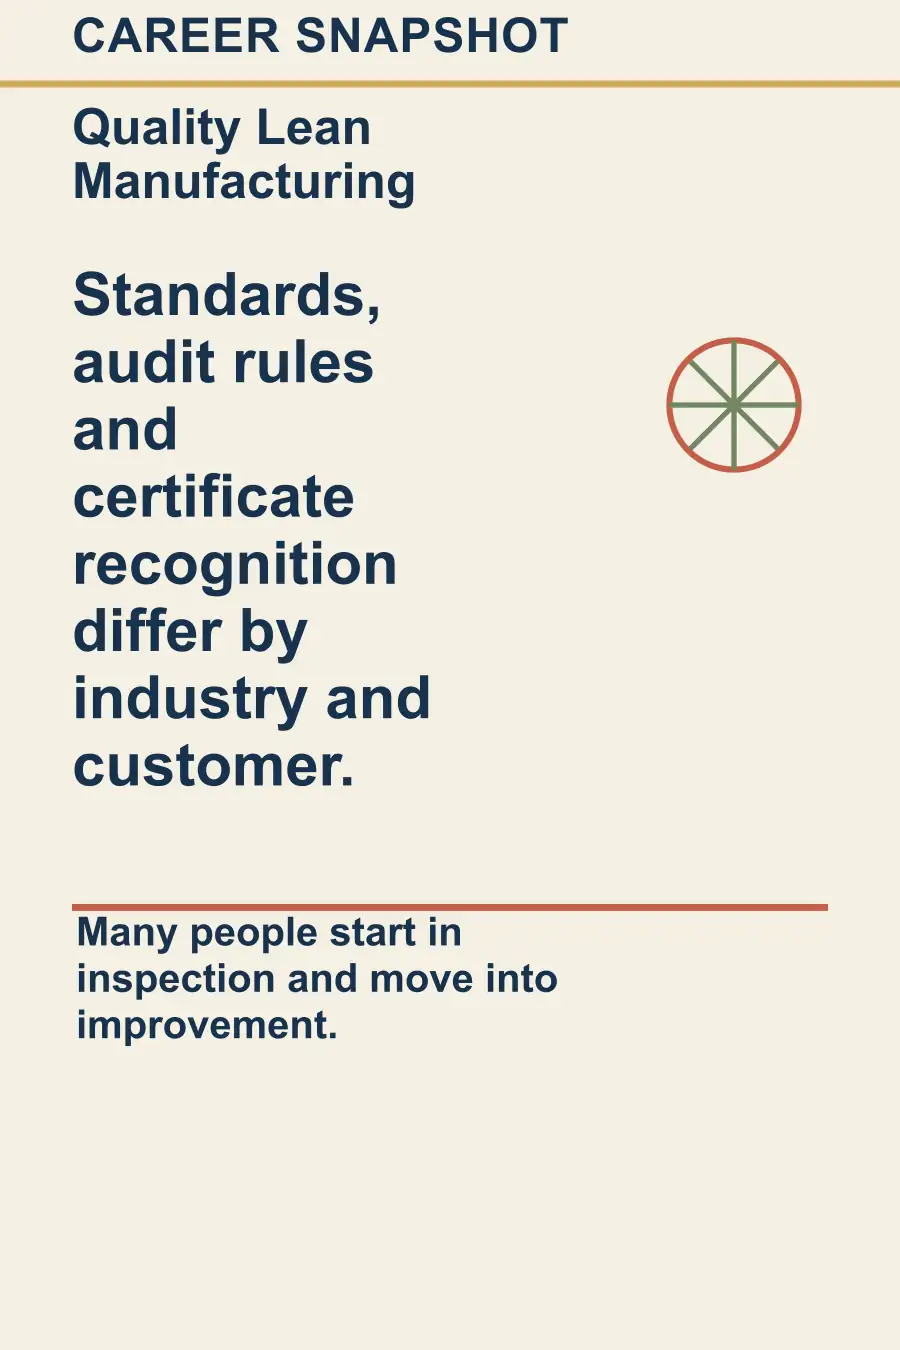 CAREER SNAPSHOT
Quality Lean
Manufacturing
Standards,
audit rules
and
certificate
recognition
differ by
industry and
customer.
Many people start in
inspection and move into
improvement.